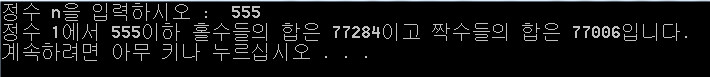 정수 n을 입력하시오 : 555
정수 1에서 555이하 홀수들의 합은 77284이고 짝수들의 합은 77006입니다.
계속하려면 아무 키나 누르십시오 . . .